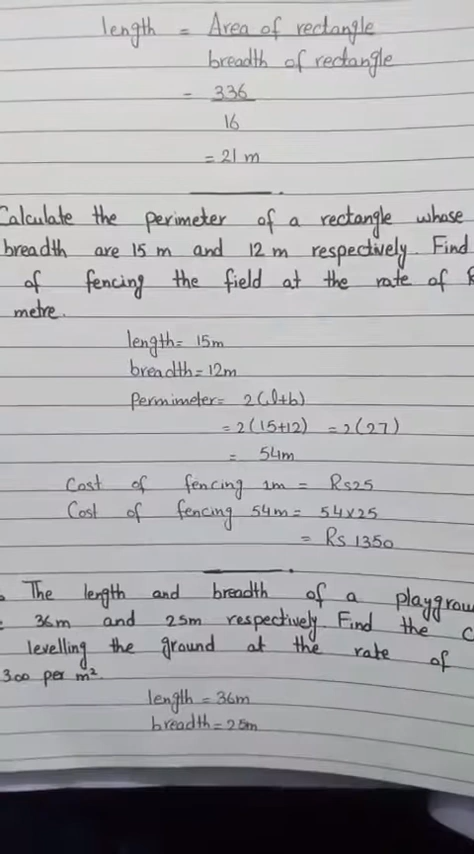 length = Area of rectangle
breadth of rectangle
= 336
16
= 21 m
Calculate the perimeter of a rectangle whose
breadth are 15 m and 12 m respectively. Find
of fencing the field at the rate of
metre.
length = 15m
breadth = 12m
Permimeter = 2(l+b)
= 2(15+12) = 2(27)
= 54m
Cost of fencing 1m = Rs25
Cost of fencing 54m = 54x25
= Rs 1350
The length and breadth of a playgrou
36m and 25m respectively. Find the c
levelling the ground at the rate of
300 per m²
length = 36m
breadth = 25m